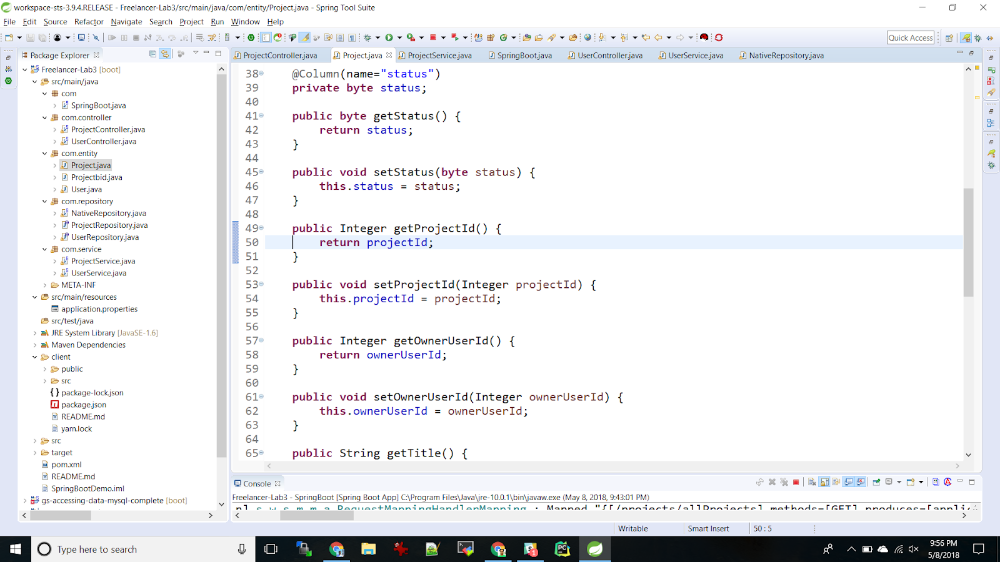 workspace-sts-3.9.4.RELEASE - Freelancer-Lab3/src/main/java/com/entity/Project.java - Spring Tool Suite
File Edit Source Refactor Navigate Search Project Run Window Help
Quick Access
Package Explorer
ProjectController.java Project.java ProjectService.java SpringBoot.java UserController.java UserService.java NativeRepository.java
Freelancer-Lab3 [boot]
src/main/java
com
SpringBoot.java
com.controller
ProjectController.java
UserController.java
com.entity
Project.java
Projectbid.java
User.java
com.repository
NativeRepository.java
ProjectRepository.java
UserRepository.java
com.service
ProjectService.java
UserService.java
META-INF
src/main/resources
application.properties
src/test/java
JRE System Library [JavaSE-1.6]
Maven Dependencies
client
public
src
package-lock.json
package.json
README.md
yarn.lock
src
target
pom.xml
README.md
SpringBootDemo.iml
gs-accessing-data-mysql-complete [boot]
38 @Column(name="status")
39 private byte status;
40
41 public byte getStatus() {
42 return status;
43 }
44
45 public void setStatus(byte status) {
46 this.status = status;
47 }
48
49 public Integer getProjectId() {
50 return projectId;
51 }
52
53 public void setProjectId(Integer projectId) {
54 this.projectId = projectId;
55 }
56
57 public Integer getOwnerUserId() {
58 return ownerUserId;
59 }
60
61 public void setOwnerUserId(Integer ownerUserId) {
62 this.ownerUserId = ownerUserId;
63 }
64
65 public String getTitle() {
Console
Freelancer-Lab3 - SpringBoot [Spring Boot App] C:\Program Files\Java\jre-10.0.1\bin\javaw.exe (May 8, 2018, 9:43:01 PM)
n] s.w.s.m.m.a.RequestMappingHandlerMapping : Mapped "{[/projects/allProjects],methods=[GET],produces=[applic
Writable Smart Insert 50 : 5
Type here to search
9:56 PM
5/8/2018